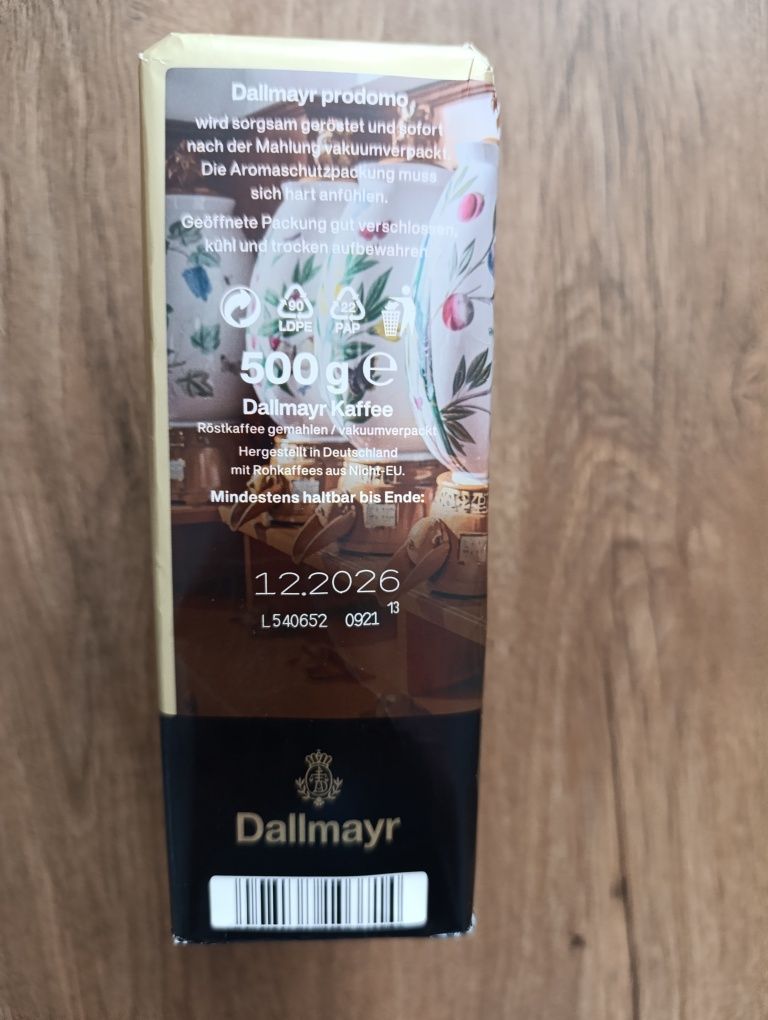 Dallmayr prodomo,
wird sorgsam geröstet und sofort
nach der Mahlung vakuumverpackt.
Die Aromaschutzpackung muss
sich hart anfühlen.
Geöffnete Packung gut verschlossen,
kühl und trocken aufbewahren.
90 22
LDPE PAP
500 g ℮
Dallmayr Kaffee
Röstkaffee gemahlen / vakuumverpackt
Hergestellt in Deutschland
mit Rohkaffees aus Nicht-EU.
Mindestens haltbar bis Ende:
12.2026
L540652 0921 13
Dallmayr